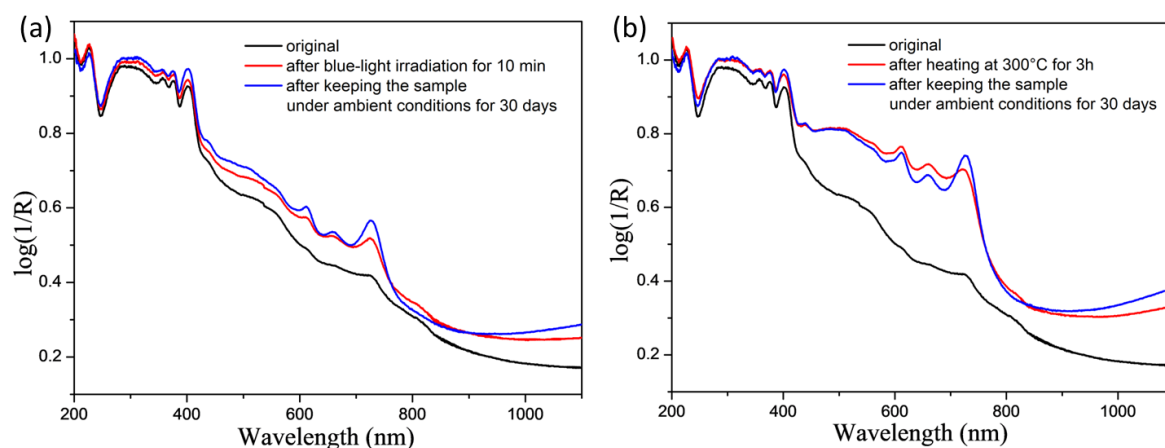 (a)
original
after blue-light irradiation for 10 min
after keeping the sample
under ambient conditions for 30 days
log(1/R)
1.0
0.8
0.6
0.4
0.2
200 400 600 800 1000
Wavelength (nm)
(b)
original
after heating at 300°C for 3h
after keeping the sample
under ambient conditions for 30 days
log(1/R)
1.0
0.8
0.6
0.4
0.2
200 400 600 800 1000
Wavelength (nm)